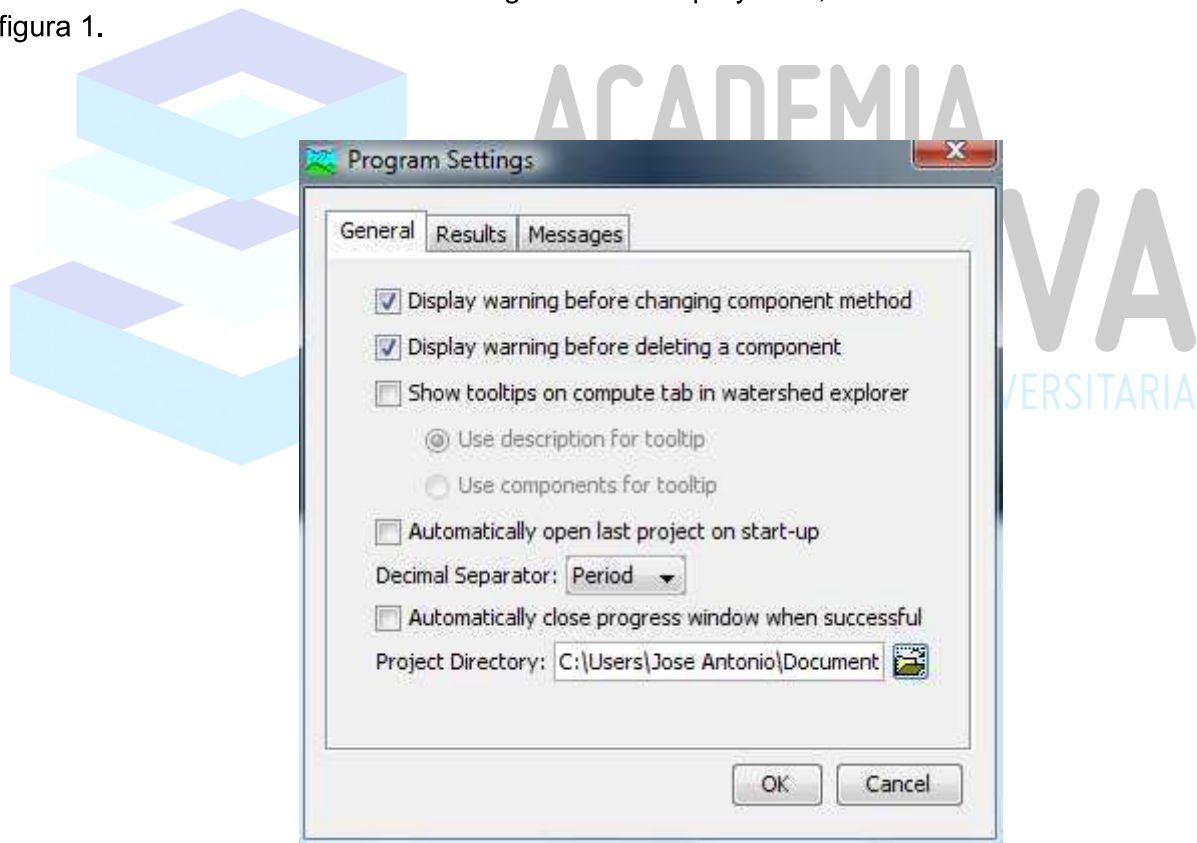 figura 1.
ACADEMIA
VA
VERSITARIA
Program Settings
General Results Messages
Display warning before changing component method
Display warning before deleting a component
Show tooltips on compute tab in watershed explorer
Use description for tooltip
Use components for tooltip
Automatically open last project on start-up
Decimal Separator: Period
Automatically close progress window when successful
Project Directory: C:\Users\Jose Antonio\Document
OK Cancel